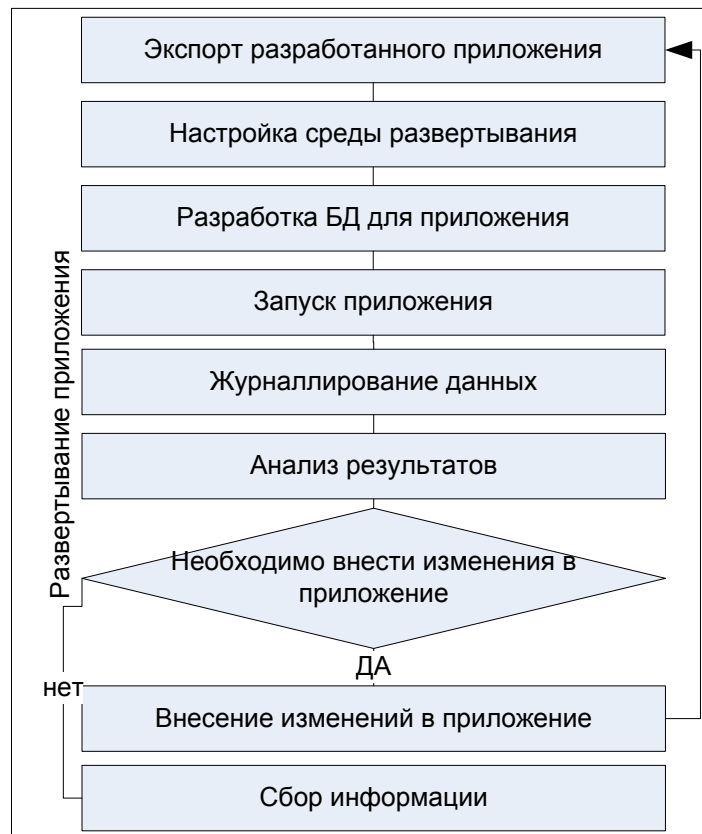 Экспорт разработанного приложения
Настройка среды развертывания
Разработка БД для приложения
Запуск приложения
Журналлирование данных
Анализ результатов
Развертывание приложения
Необходимо внести изменения в
приложение
ДА
нет
Внесение изменений в приложение
Сбор информации